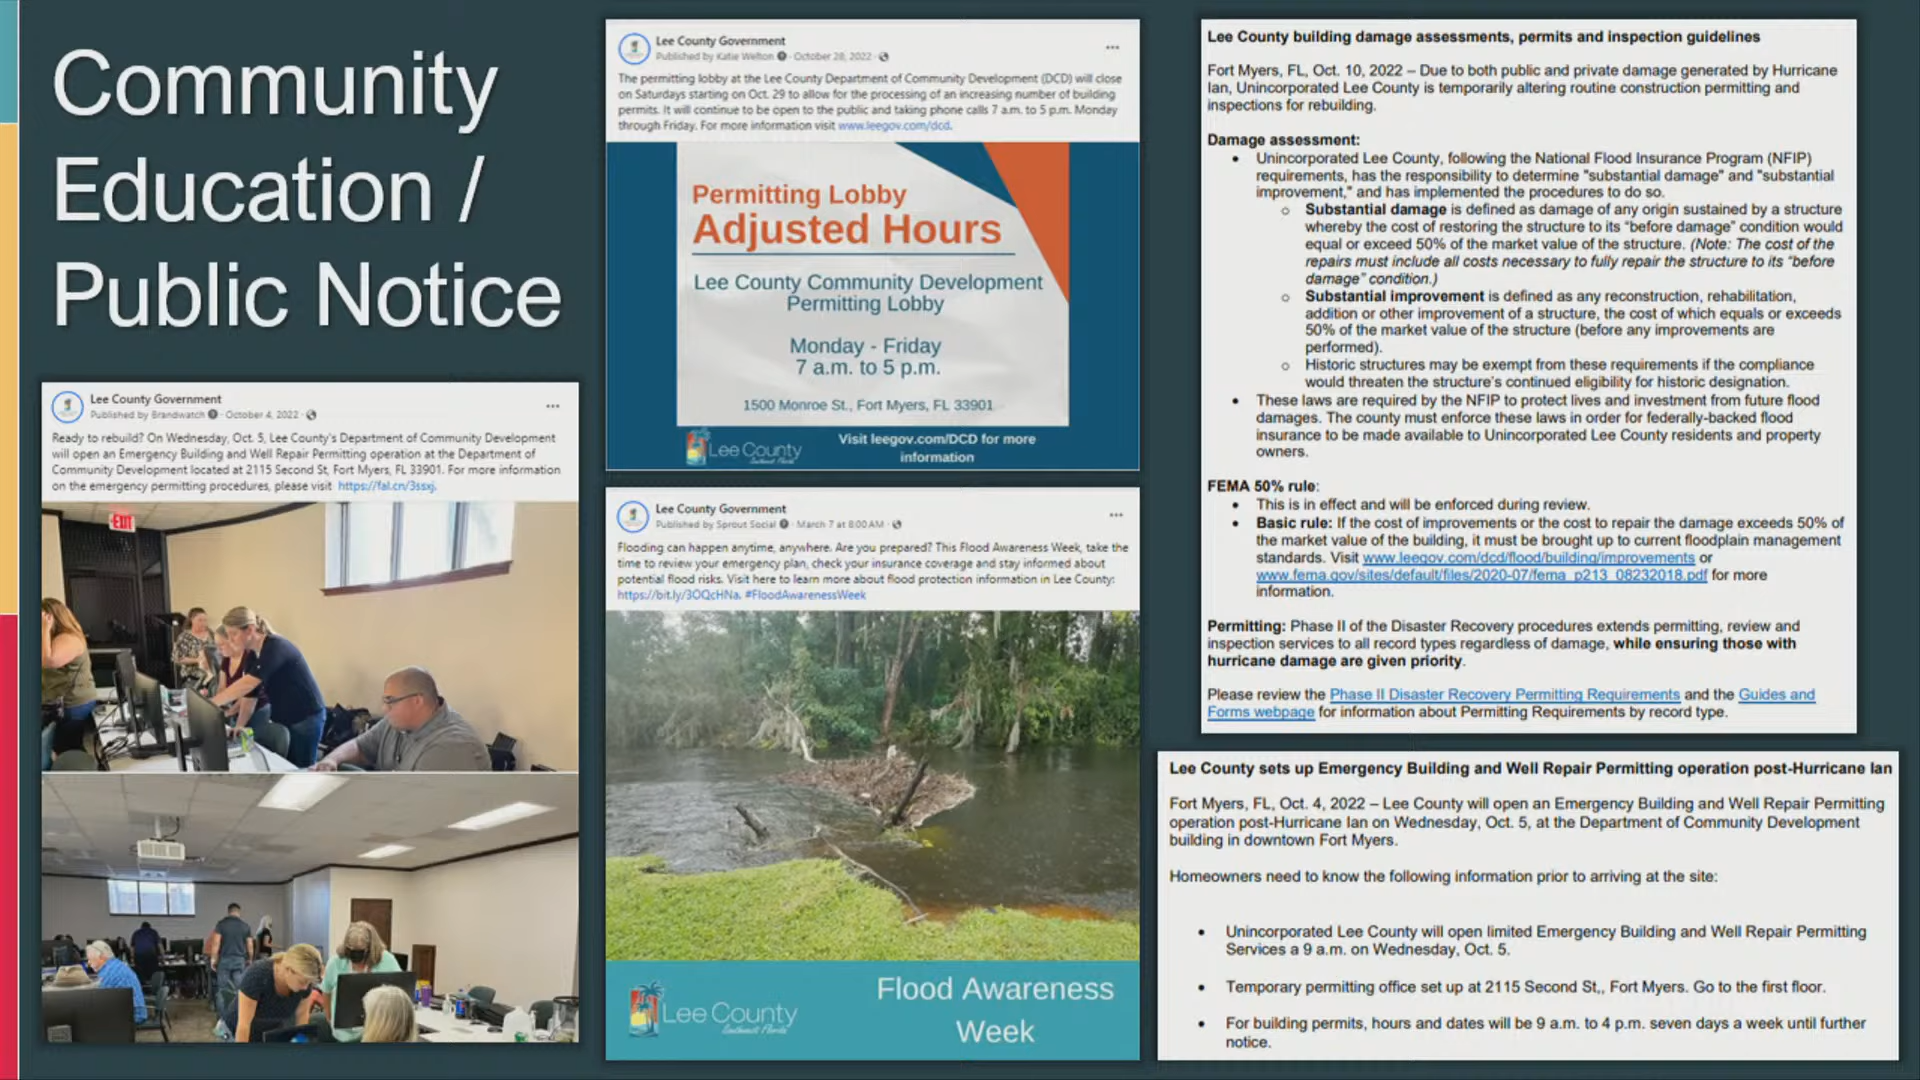 Community
Education /
Public Notice
Lee County Government
Published by Brandwatch · October 4, 2022 ·
Ready to rebuild? On Wednesday, Oct. 5, Lee County's Department of Community Development
will open an Emergency Building and Well Repair Permitting operation at the Department of
Community Development located at 2115 Second St, Fort Myers, FL 33901. For more information
on the emergency permitting procedures, please visit https://fal.cn/3ssxj.
EXIT
Lee County Government
Published by Katie Welton · October 28, 2022 ·
The permitting lobby at the Lee County Department of Community Development (DCD) will close
on Saturdays starting on Oct. 29 to allow for the processing of an increasing number of building
permits. It will continue to be open to the public and taking phone calls 7 a.m. to 5 p.m. Monday
through Friday. For more information visit www.leegov.com/dcd.
Permitting Lobby
Adjusted Hours
Lee County Community Development
Permitting Lobby
Monday - Friday
7 a.m. to 5 p.m.
1500 Monroe St., Fort Myers, FL 33901
Lee County
Southwest Florida
Visit leegov.com/DCD for more
information
Lee County Government
Published by Sprout Social · March 7 at 8:00 AM ·
Flooding can happen anytime, anywhere. Are you prepared? This Flood Awareness Week, take the
time to review your emergency plan, check your insurance coverage and stay informed about
potential flood risks. Visit here to learn more about flood protection information in Lee County:
https://bit.ly/3OQcHNa. #FloodAwarenessWeek
Lee County
Southwest Florida
Flood Awareness
Week
Lee County building damage assessments, permits and inspection guidelines
Fort Myers, FL, Oct. 10, 2022 – Due to both public and private damage generated by Hurricane
Ian, Unincorporated Lee County is temporarily altering routine construction permitting and
inspections for rebuilding.
Damage assessment:
• Unincorporated Lee County, following the National Flood Insurance Program (NFIP)
requirements, has the responsibility to determine "substantial damage" and "substantial
improvement," and has implemented the procedures to do so.
o Substantial damage is defined as damage of any origin sustained by a structure
whereby the cost of restoring the structure to its "before damage" condition would
equal or exceed 50% of the market value of the structure. (Note: The cost of the
repairs must include all costs necessary to fully repair the structure to its "before
damage" condition.)
o Substantial improvement is defined as any reconstruction, rehabilitation,
addition or other improvement of a structure, the cost of which equals or exceeds
50% of the market value of the structure (before any improvements are
performed).
o Historic structures may be exempt from these requirements if the compliance
would threaten the structure's continued eligibility for historic designation.
• These laws are required by the NFIP to protect lives and investment from future flood
damages. The county must enforce these laws in order for federally-backed flood
insurance to be made available to Unincorporated Lee County residents and property
owners.
FEMA 50% rule:
• This is in effect and will be enforced during review.
• Basic rule: If the cost of improvements or the cost to repair the damage exceeds 50% of
the market value of the building, it must be brought up to current floodplain management
standards. Visit www.leegov.com/dcd/flood/building/improvements or
www.fema.gov/sites/default/files/2020-07/fema_p213_08232018.pdf for more
information.
Permitting: Phase II of the Disaster Recovery procedures extends permitting, review and
inspection services to all record types regardless of damage, while ensuring those with
hurricane damage are given priority.
Please review the Phase II Disaster Recovery Permitting Requirements and the Guides and
Forms webpage for information about Permitting Requirements by record type.
Lee County sets up Emergency Building and Well Repair Permitting operation post-Hurricane Ian
Fort Myers, FL, Oct. 4, 2022 – Lee County will open an Emergency Building and Well Repair Permitting
operation post-Hurricane Ian on Wednesday, Oct. 5, at the Department of Community Development
building in downtown Fort Myers.
Homeowners need to know the following information prior to arriving at the site:
• Unincorporated Lee County will open limited Emergency Building and Well Repair Permitting
Services a 9 a.m. on Wednesday, Oct. 5.
• Temporary permitting office set up at 2115 Second St,, Fort Myers. Go to the first floor.
• For building permits, hours and dates will be 9 a.m. to 4 p.m. seven days a week until further
notice.